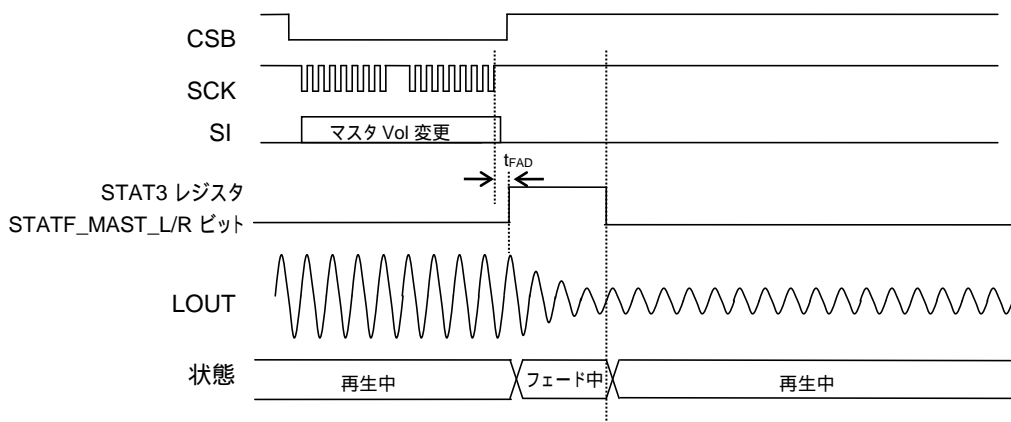 CSB
SCK
SI
マスタ Vol 変更
tFAD
STAT3 レジスタ
STATF_MAST_L/R ビット
LOUT
状態
再生中
フェード中
再生中